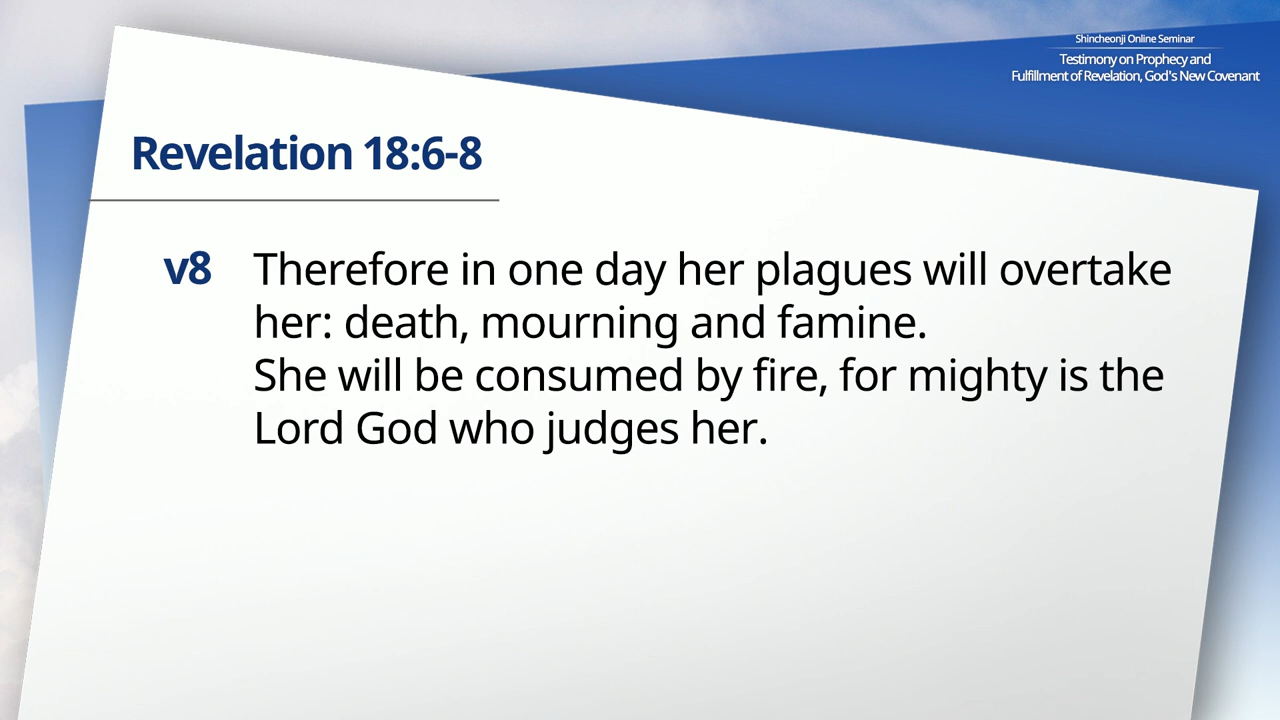 Shincheonji Online Seminar
Testimony on Prophecy and
Fulfillment of Revelation, God's New Covenant
Revelation 18:6-8
v8 Therefore in one day her plagues will overtake
her: death, mourning and famine.
She will be consumed by fire, for mighty is the
Lord God who judges her.